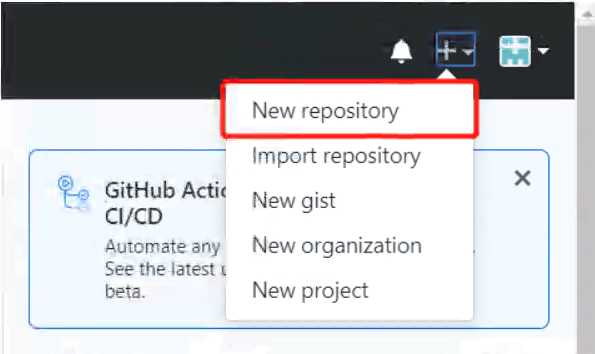 New repository
Import repository
New gist
New organization
New project
GitHub Actio
CI/CD
Automate any
See the latest u
beta.